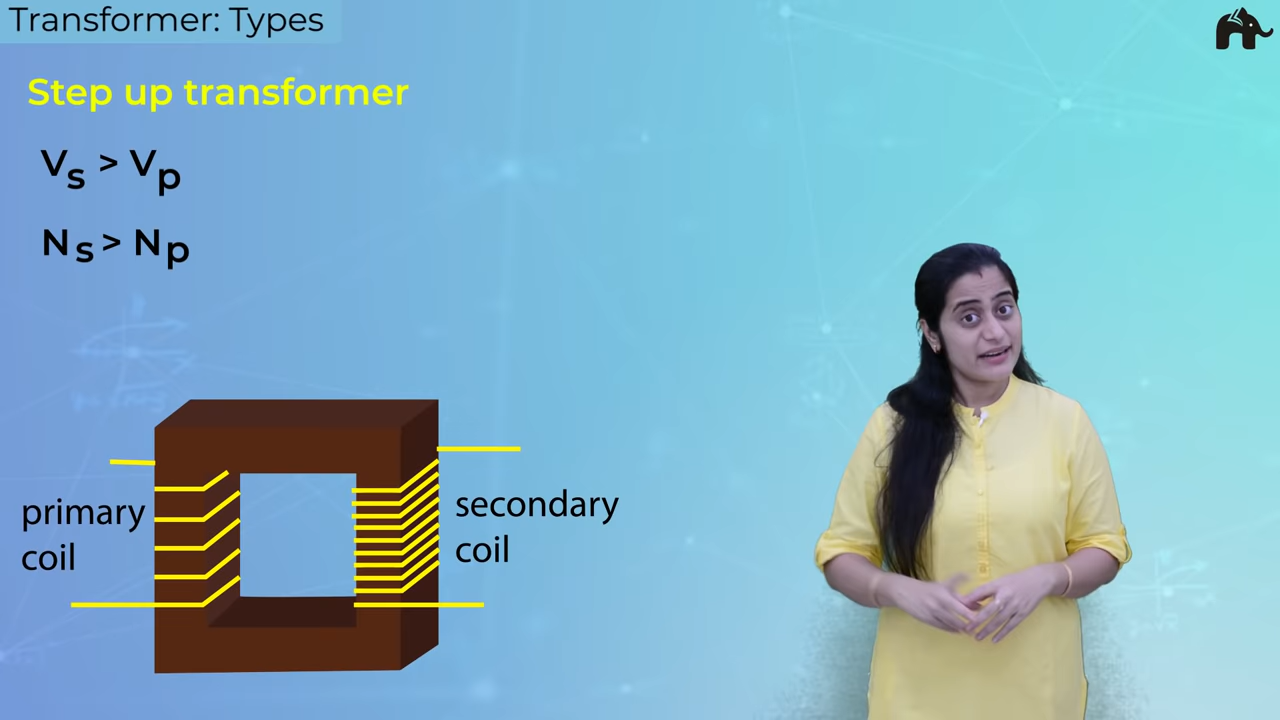 Transformer: Types
Step up transformer
Vs > Vp
Ns > Np
primary
coil
secondary
coil